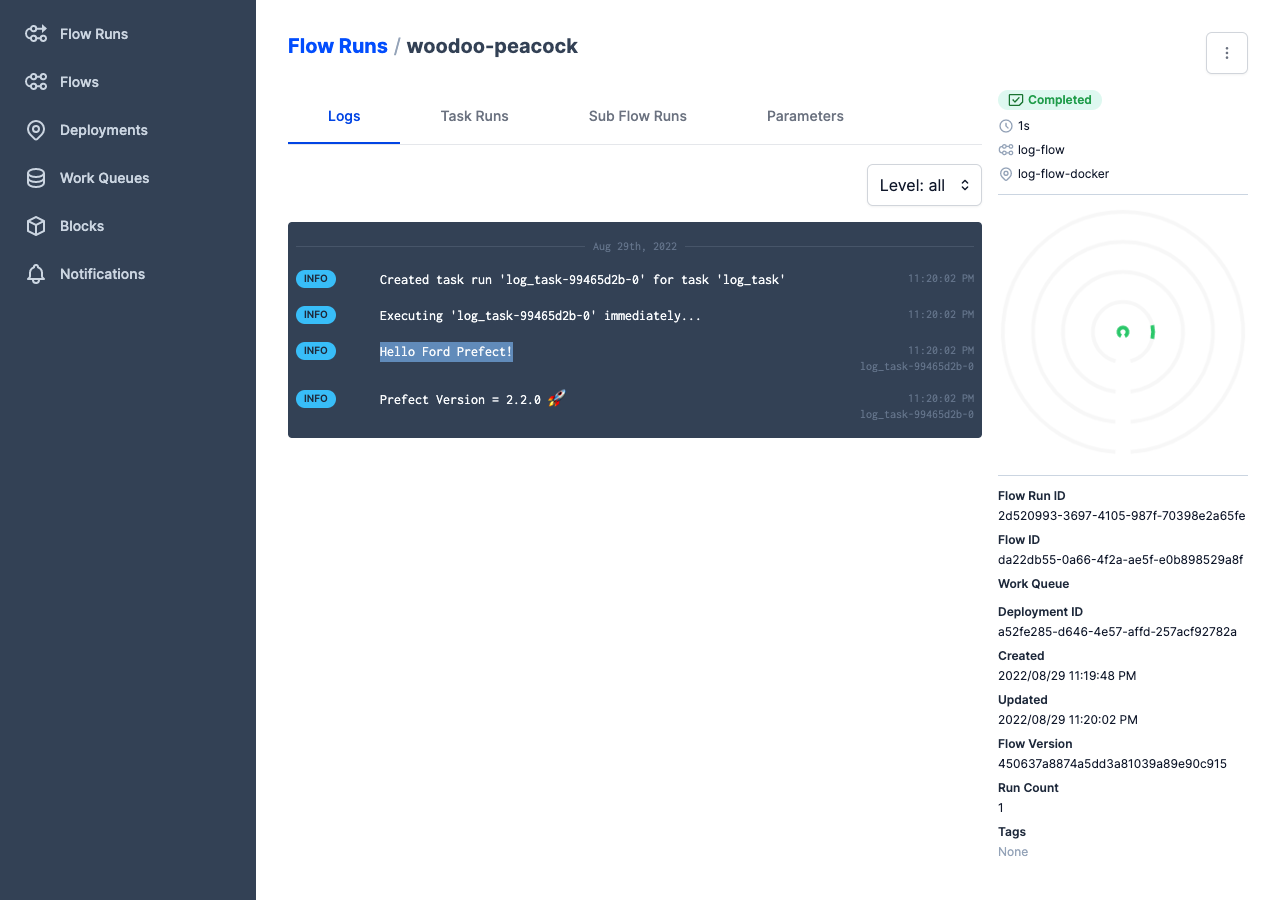 Flow Runs
Flows
Deployments
Work Queues
Blocks
Notifications
Flow Runs / woodoo-peacock
Logs Task Runs Sub Flow Runs Parameters
Level: all
Aug 29th, 2022
INFO Created task run 'log_task-99465d2b-0' for task 'log_task' 11:20:02 PM
INFO Executing 'log_task-99465d2b-0' immediately... 11:20:02 PM
INFO Hello Ford Prefect! 11:20:02 PM
log_task-99465d2b-0
INFO Prefect Version = 2.2.0 🚀 11:20:02 PM
log_task-99465d2b-0
Completed
1s
log-flow
log-flow-docker
Flow Run ID
2d520993-3697-4105-987f-70398e2a65fe
Flow ID
da22db55-0a66-4f2a-ae5f-e0b898529a8f
Work Queue
Deployment ID
a52fe285-d646-4e57-affd-257acf92782a
Created
2022/08/29 11:19:48 PM
Updated
2022/08/29 11:20:02 PM
Flow Version
450637a8874a5dd3a81039a89e90c915
Run Count
1
Tags
None